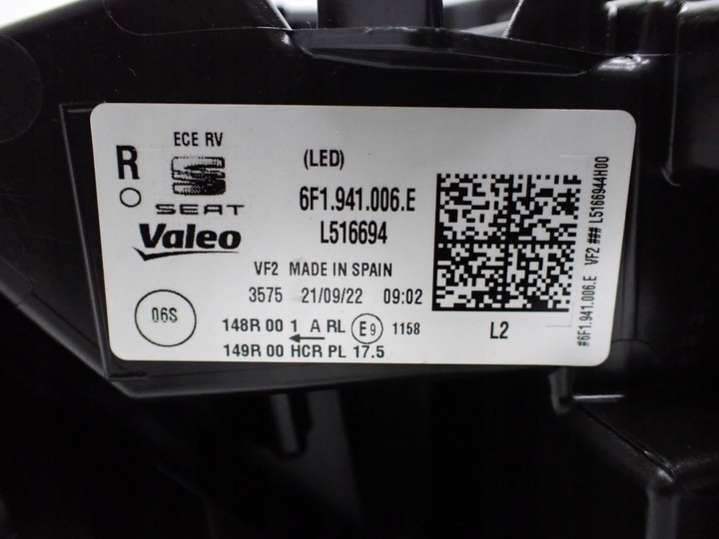 R
ECE RV
(LED)
SEAT
6F1.941.006.E
Valeo
L516694
VF2 MADE IN SPAIN
3575 21/09/22 09:02
06S
148R 00 1 A RL E9 1158
149R 00 HCR PL 17.5
L2
#6F1.941.006.E VF2 ### L5166944H00